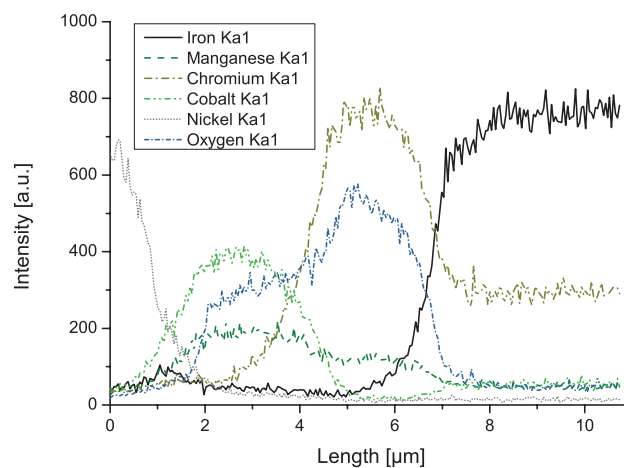 1000
800
600
400
200
0
Intensity [a.u.]
Iron Ka1
Manganese Ka1
Chromium Ka1
Cobalt Ka1
Nickel Ka1
Oxygen Ka1
0 2 4 6 8 10
Length [µm]